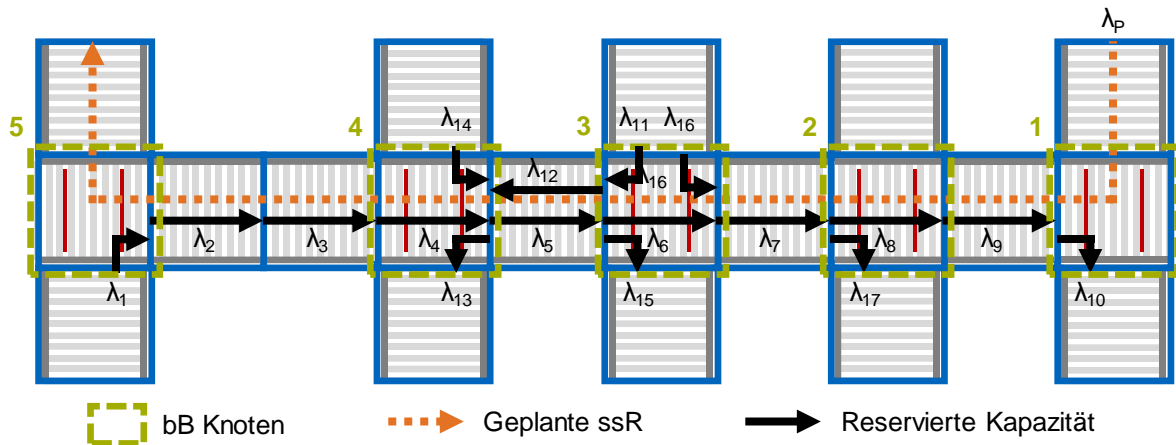 λP
5
4
λ14
3
λ11
λ16
2
1
λ12
λ16
λ2
λ3
λ4
λ5
λ6
λ7
λ8
λ9
λ1
λ13
λ15
λ17
λ10
bB Knoten
Geplante ssR
Reservierte Kapazität